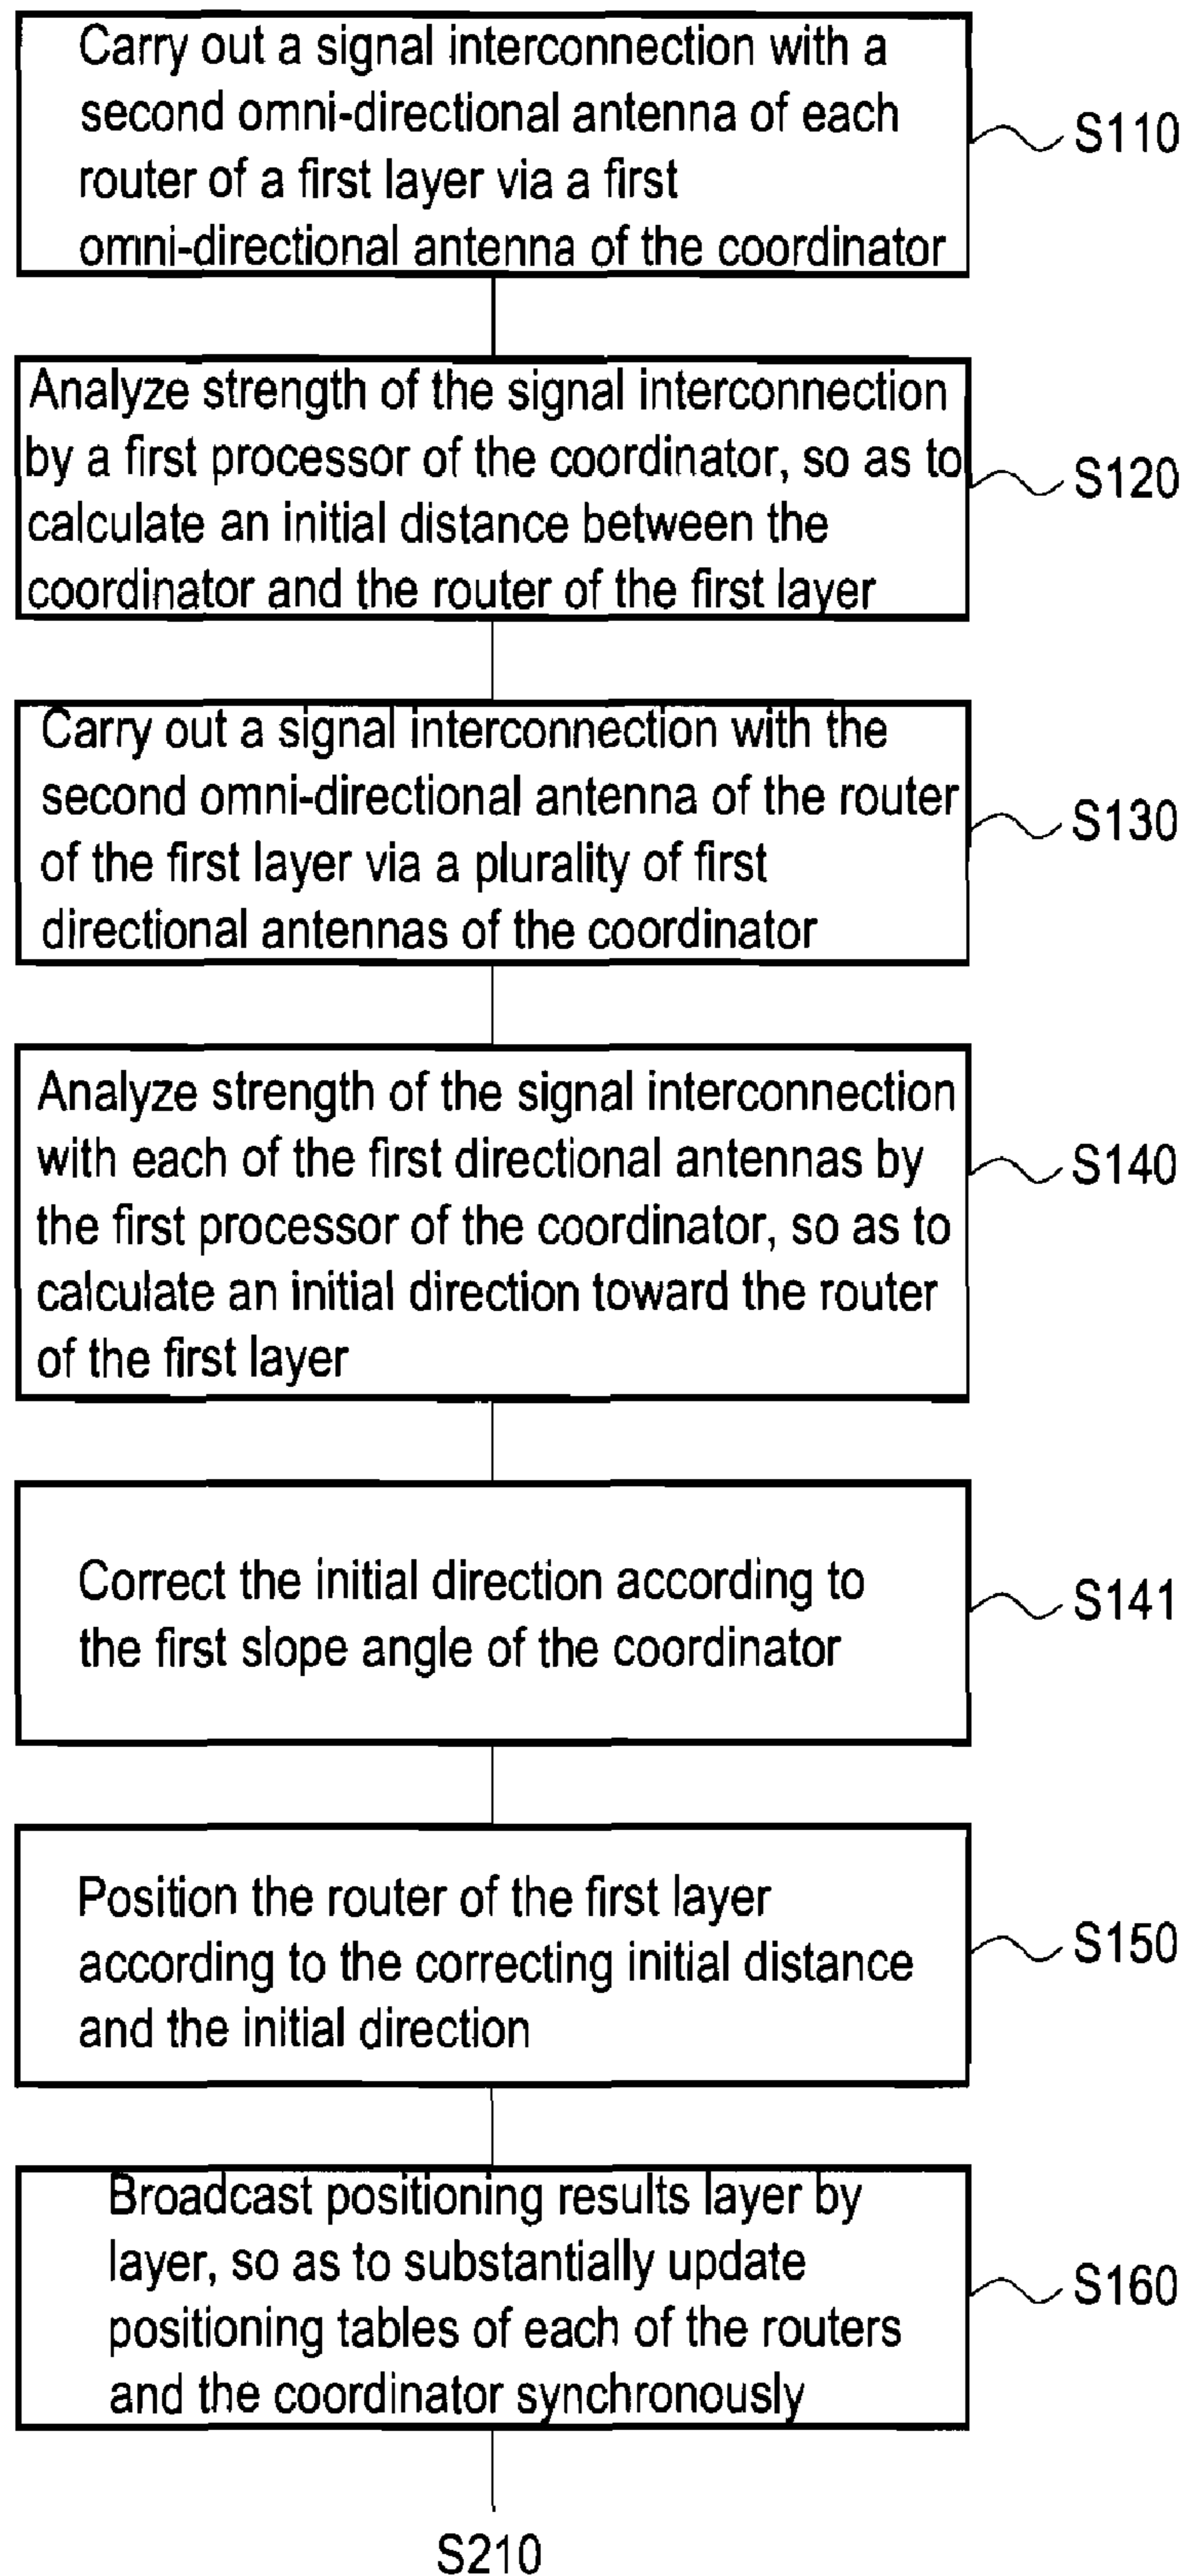 Carry out a signal interconnection with a
second omni-directional antenna of each
router of a first layer via a first
omni-directional antenna of the coordinator
S110
Analyze strength of the signal interconnection
by a first processor of the coordinator, so as to
calculate an initial distance between the
coordinator and the router of the first layer
S120
Carry out a signal interconnection with the
second omni-directional antenna of the router
of the first layer via a plurality of first
directional antennas of the coordinator
S130
Analyze strength of the signal interconnection
with each of the first directional antennas by
the first processor of the coordinator, so as to
calculate an initial direction toward the router
of the first layer
S140
Correct the initial direction according to
the first slope angle of the coordinator
S141
Position the router of the first layer
according to the correcting initial distance
and the initial direction
S150
Broadcast positioning results layer by
layer, so as to substantially update
positioning tables of each of the routers
and the coordinator synchronously
S160
S210